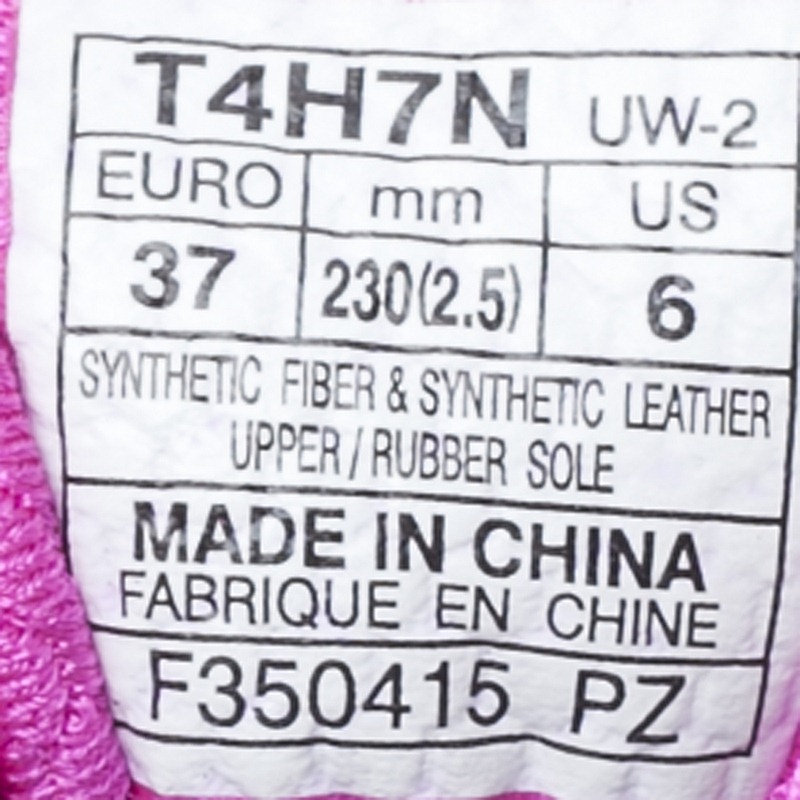 T4H7N UW-2
EURO mm US
37 230(2.5) 6
SYNTHETIC FIBER & SYNTHETIC LEATHER
UPPER / RUBBER SOLE
MADE IN CHINA
FABRIQUE EN CHINE
F350415 PZ